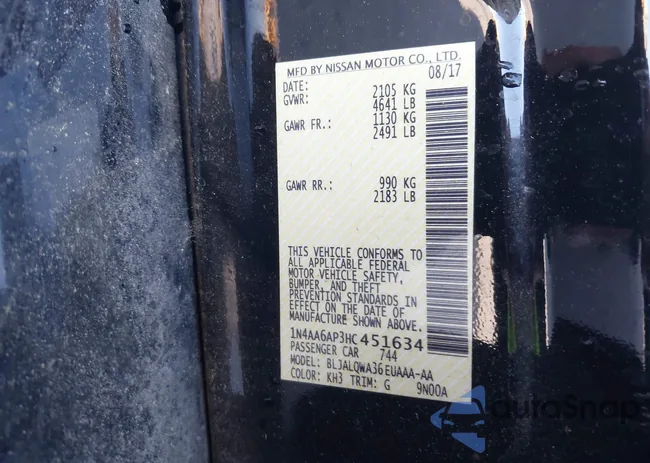 MFD BY NISSAN MOTOR CO., LTD.
DATE: 08/17
GVWR: 2105 KG
4641 LB
GAWR FR.: 1130 KG
2491 LB
GAWR RR.: 990 KG
2183 LB
THIS VEHICLE CONFORMS TO
ALL APPLICABLE FEDERAL
MOTOR VEHICLE SAFETY,
BUMPER, AND THEFT
PREVENTION STANDARDS IN
EFFECT ON THE DATE OF
MANUFACTURE SHOWN ABOVE.
1N4AA6AP3HC451634
PASSENGER CAR 744
MODEL: BLJALQWA36EUAAA-AA
COLOR: KH3 TRIM: G 9N00A
autoSnap